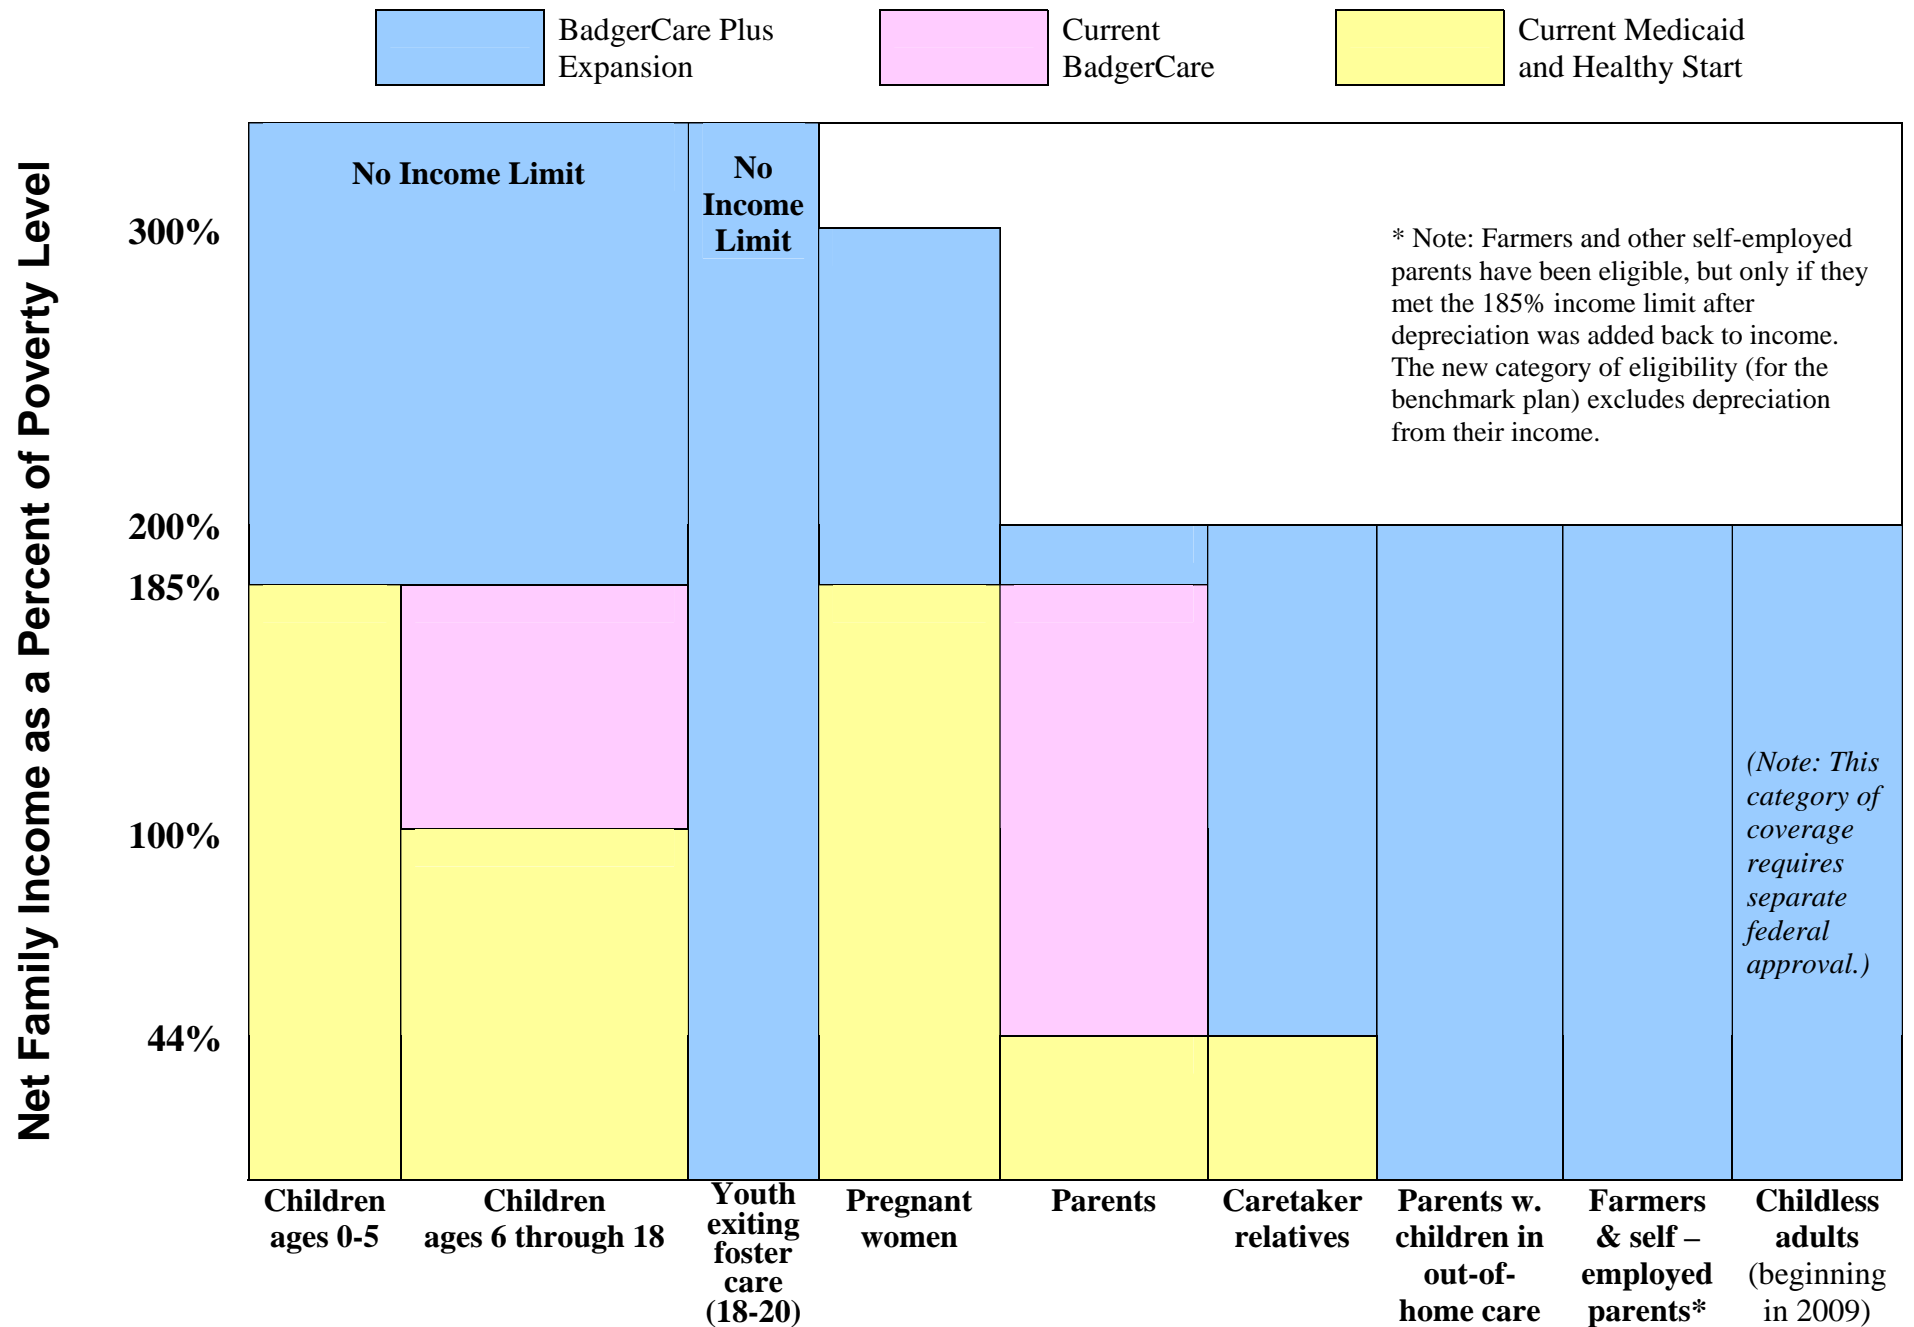 BadgerCare Plus
Expansion
Current
BadgerCare
Current Medicaid
and Healthy Start
Net Family Income as a Percent of Poverty Level
300%
200%
185%
100%
44%
No Income Limit
No
Income
Limit
* Note: Farmers and other self-employed
parents have been eligible, but only if they
met the 185% income limit after
depreciation was added back to income.
The new category of eligibility (for the
benchmark plan) excludes depreciation
from their income.
(Note: This
category of
coverage
requires
separate
federal
approval.)
Children
ages 0-5
Children
ages 6 through 18
Youth
exiting
foster
care
(18-20)
Pregnant
women
Parents
Caretaker
relatives
Parents w.
children in
out-of-
home care
Farmers
& self –
employed
parents*
Childless
adults
(beginning
in 2009)